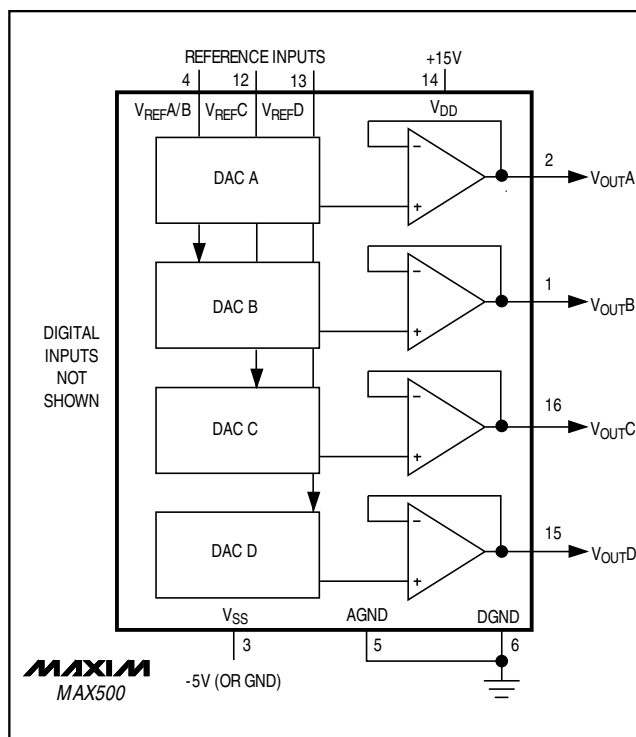 REFERENCE INPUTS
4 12 13
+15V
14
VREFA/B VREFC VREFD
VDD
DAC A
−
+
2
VOUTA
DAC B
−
+
1
VOUTB
DIGITAL
INPUTS
NOT
SHOWN
DAC C
−
+
16
VOUTC
DAC D
−
+
15
VOUTD
VSS
AGND
DGND
3
5
6
-5V (OR GND)
MAXIM
MAX500